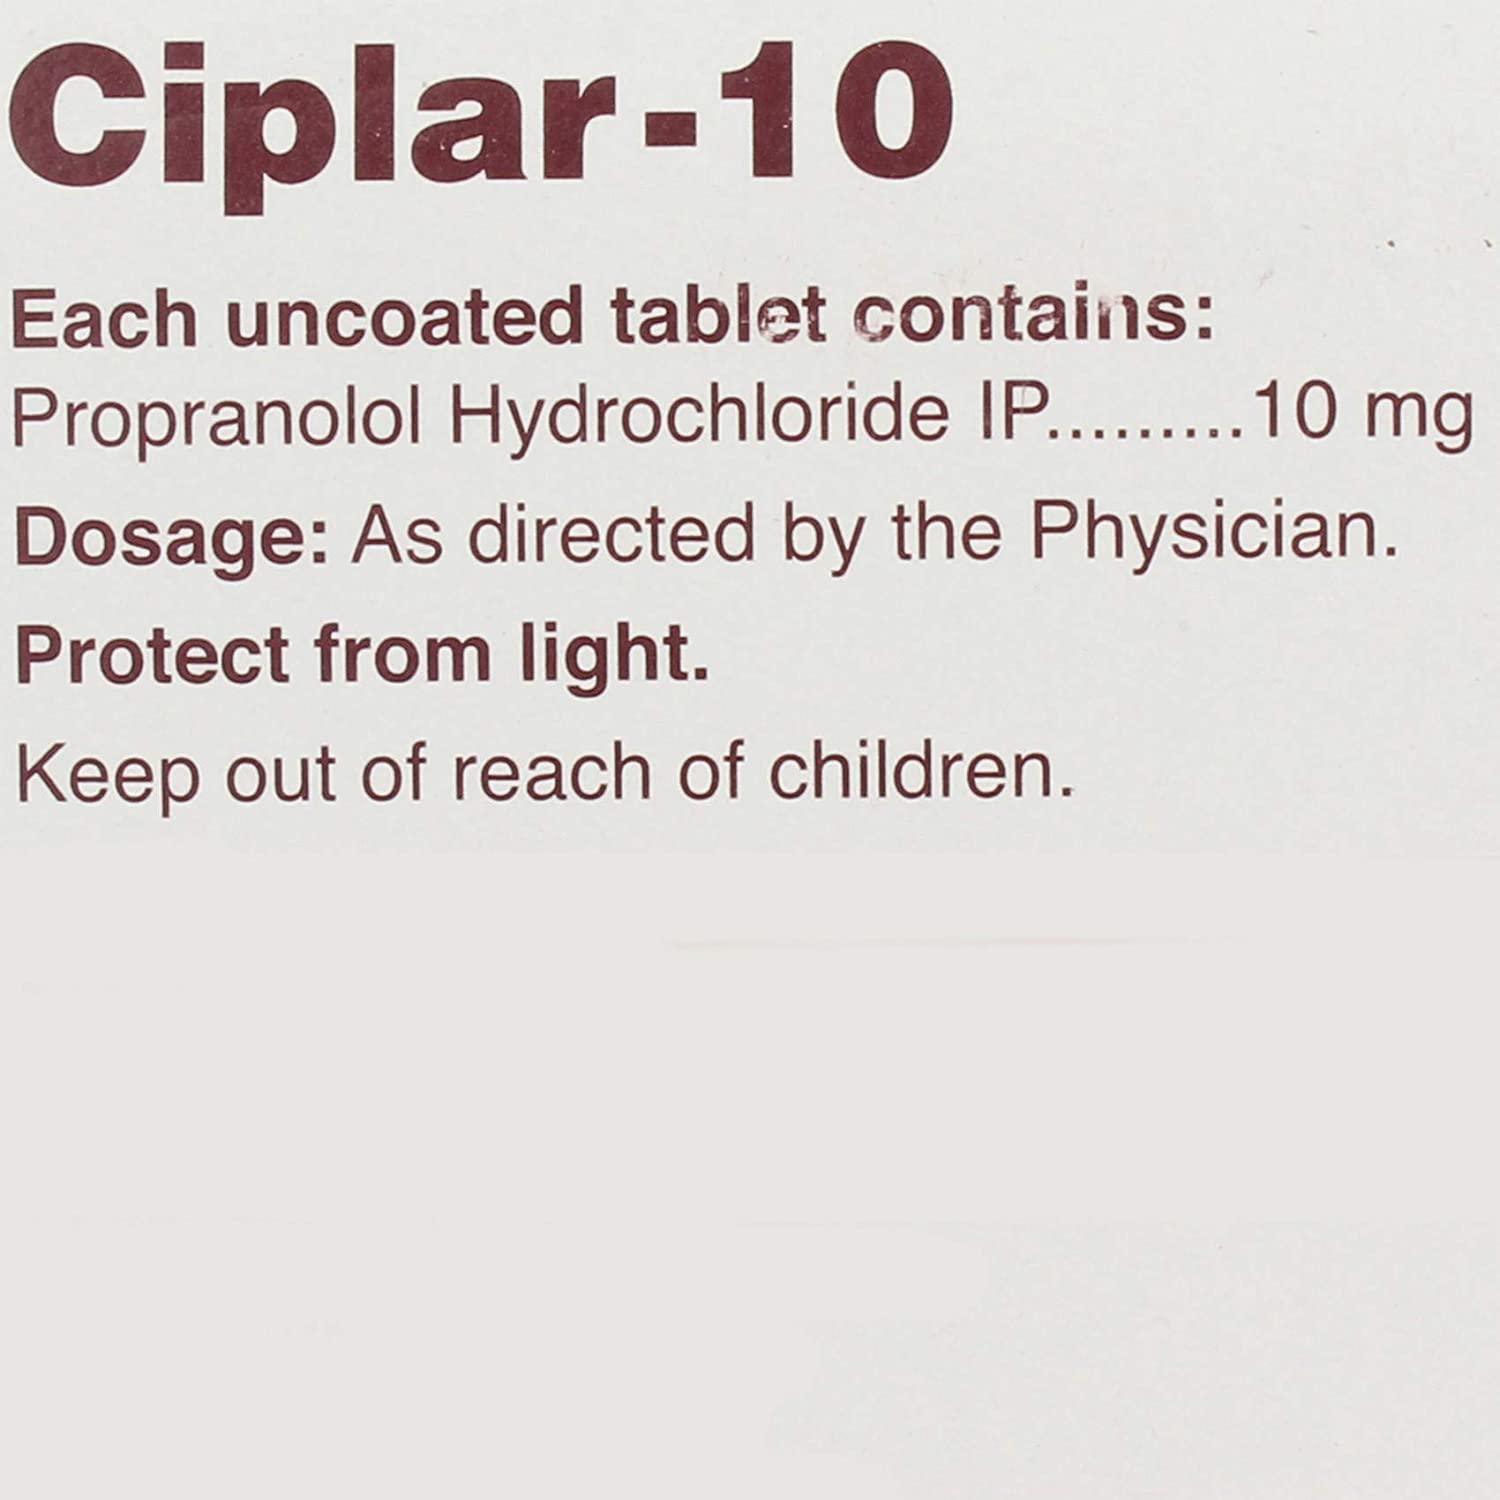 Ciplar-10
Each uncoated tablet contains:
Propranolol Hydrochloride IP.........10 mg
Dosage: As directed by the Physician.
Protect from light.
Keep out of reach of children.